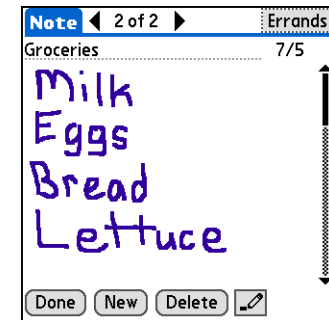 Note 2 of 2 Errands
Groceries 7/5
Milk
Eggs
Bread
Lettuce
Done New Delete